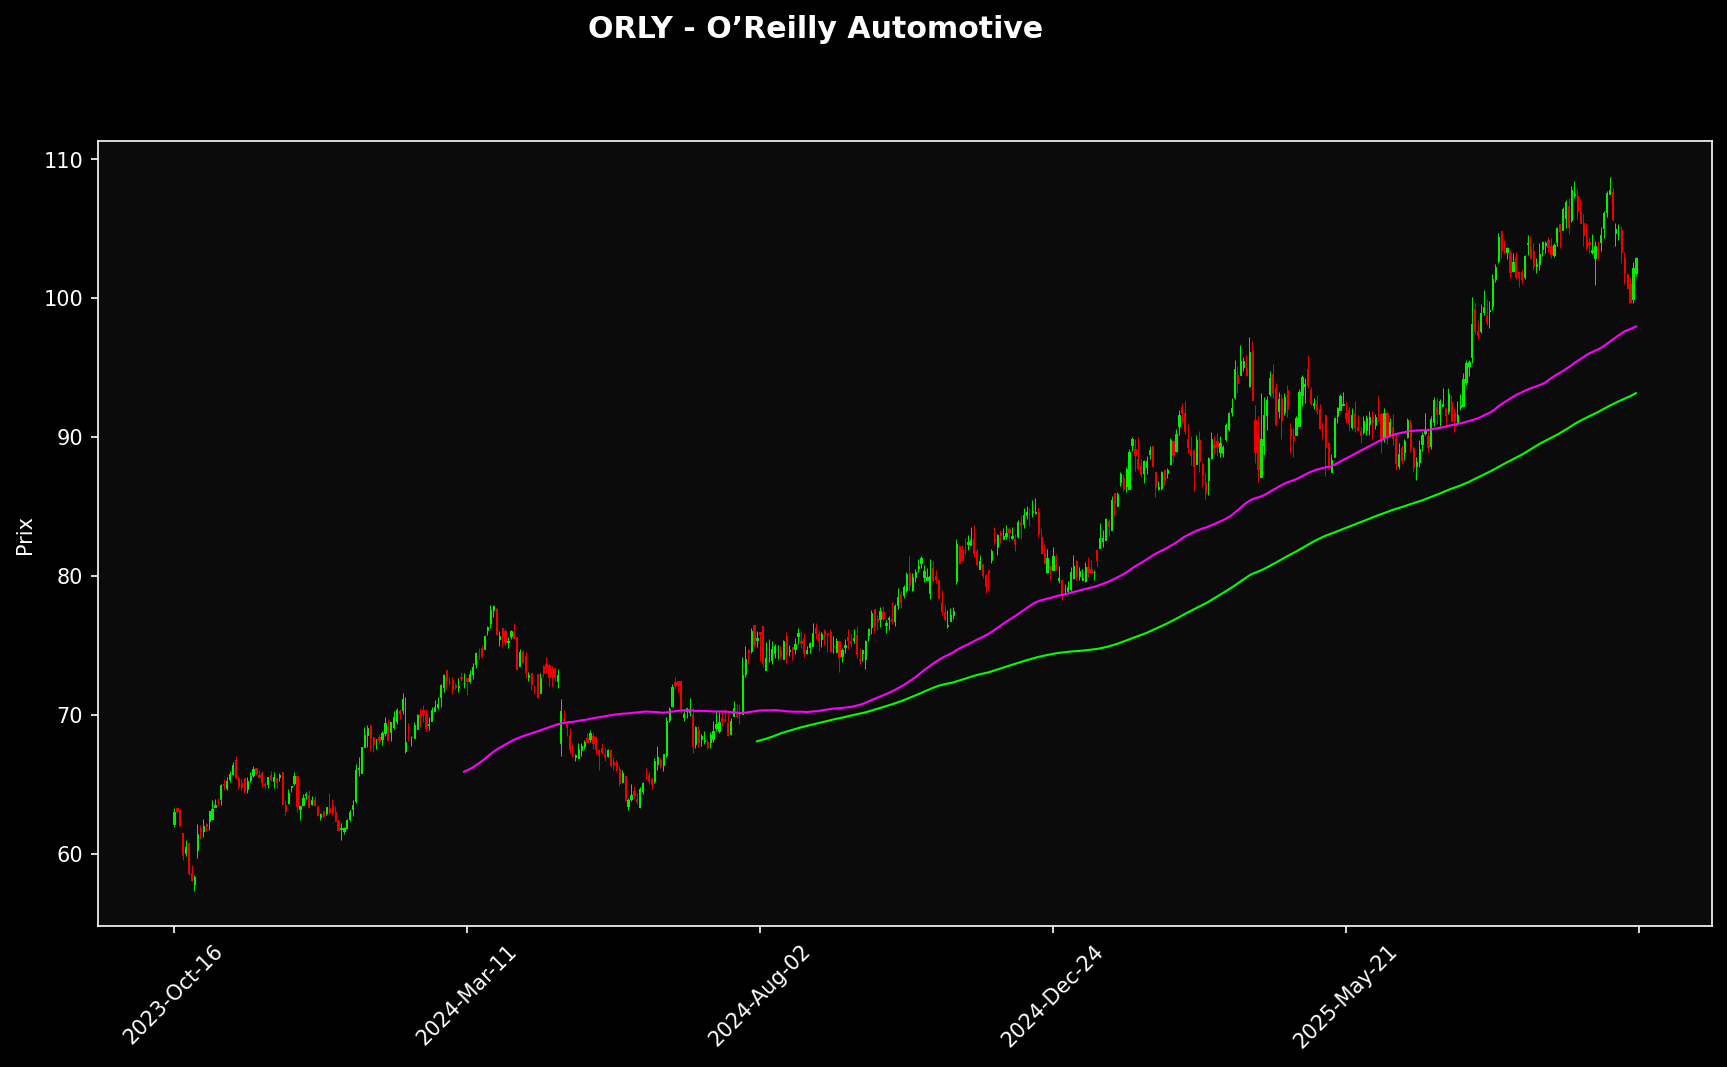 ORLY - O’Reilly Automotive
110
100
90
80
70
60
Prix
2023-Oct-16
2024-Mar-11
2024-Aug-02
2024-Dec-24
2025-May-21